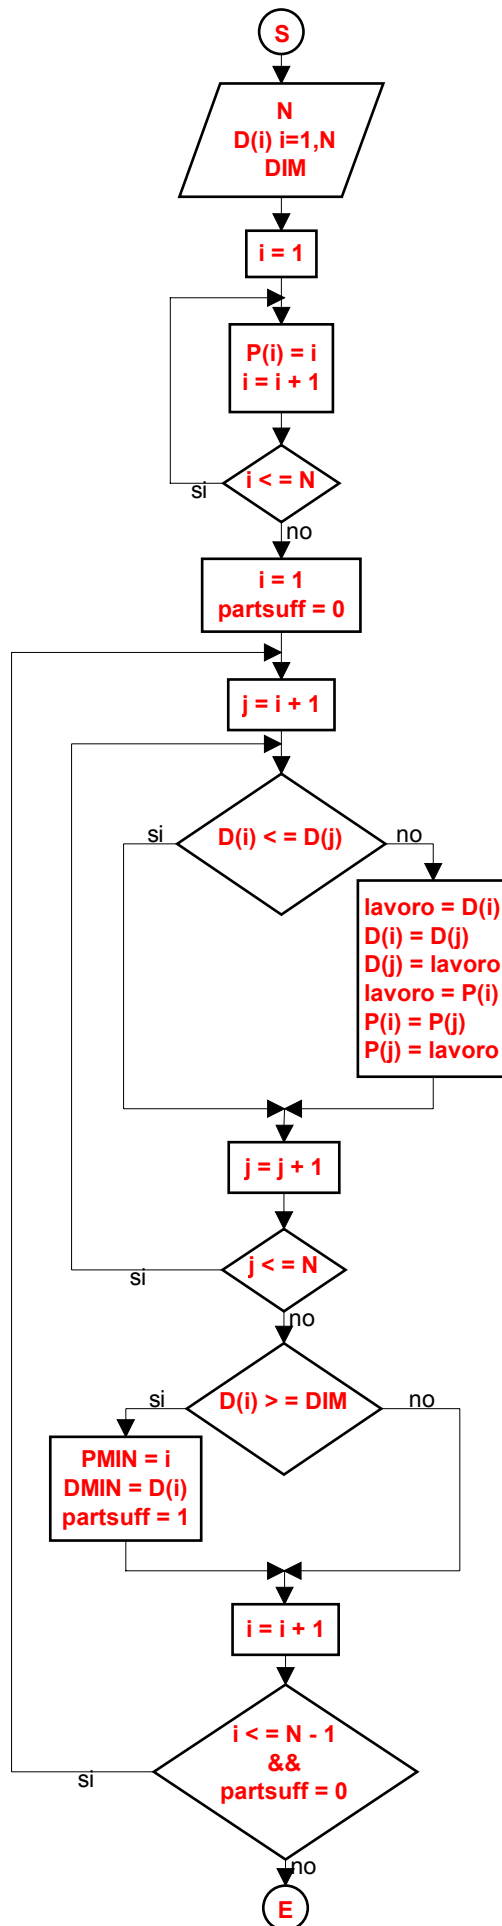 S
N
D(i) i=1,N
DIM
i = 1
P(i) = i
i = i + 1
i < = N
si
no
i = 1
partsuff = 0
j = i + 1
D(i) < = D(j)
si
no
lavoro = D(i)
D(i) = D(j)
D(j) = lavoro
lavoro = P(i)
P(i) = P(j)
P(j) = lavoro
j = j + 1
j < = N
si
no
D(i) > = DIM
si
no
PMIN = i
DMIN = D(i)
partsuff = 1
i = i + 1
i < = N - 1
&&
partsuff = 0
si
no
E